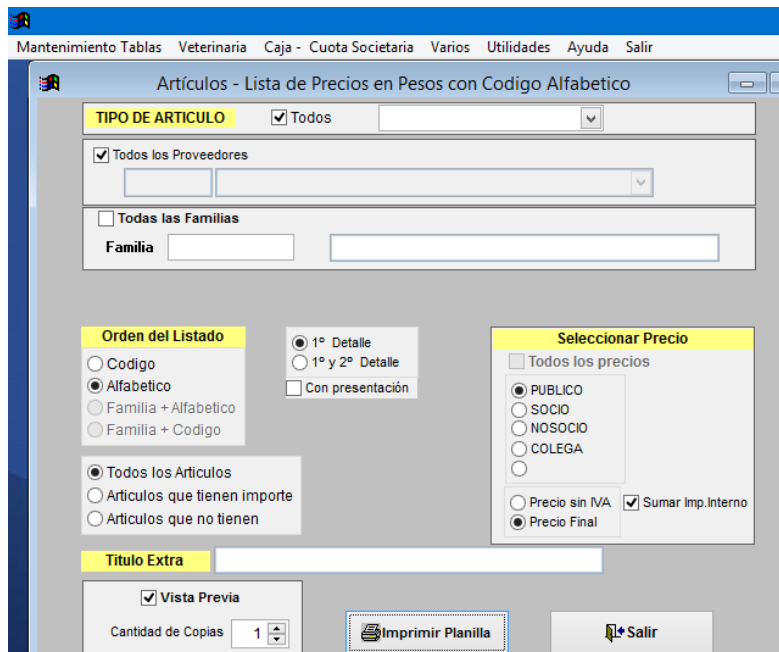 Mantenimiento Tablas Veterinaria Caja - Cuota Societaria Varios Utilidades Ayuda Salir
Artículos - Lista de Precios en Pesos con Codigo Alfabetico
TIPO DE ARTICULO Todos
Todos los Proveedores
Todas las Familias
Familia
Orden del Listado
Codigo
Alfabetico
Familia + Alfabetico
Familia + Codigo
1º Detalle
1º y 2º Detalle
Con presentación
Seleccionar Precio
Todos los precios
PUBLICO
SOCIO
NOSOCIO
COLEGA
Todos los Articulos
Articulos que tienen importe
Articulos que no tienen
Precio sin IVA Sumar Imp.Interno
Precio Final
Titulo Extra
Vista Previa
Cantidad de Copias 1
Imprimir Planilla
Salir